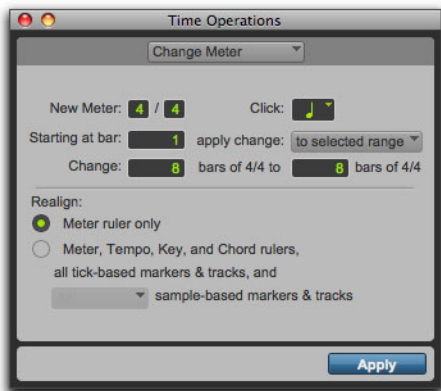 Time Operations
Change Meter
New Meter: 4 / 4 Click:
Starting at bar: 1 apply change: to selected range
Change: 8 bars of 4/4 to 8 bars of 4/4
Realign:
Meter ruler only
Meter, Tempo, Key, and Chord rulers,
all tick-based markers & tracks, and
sample-based markers & tracks
Apply